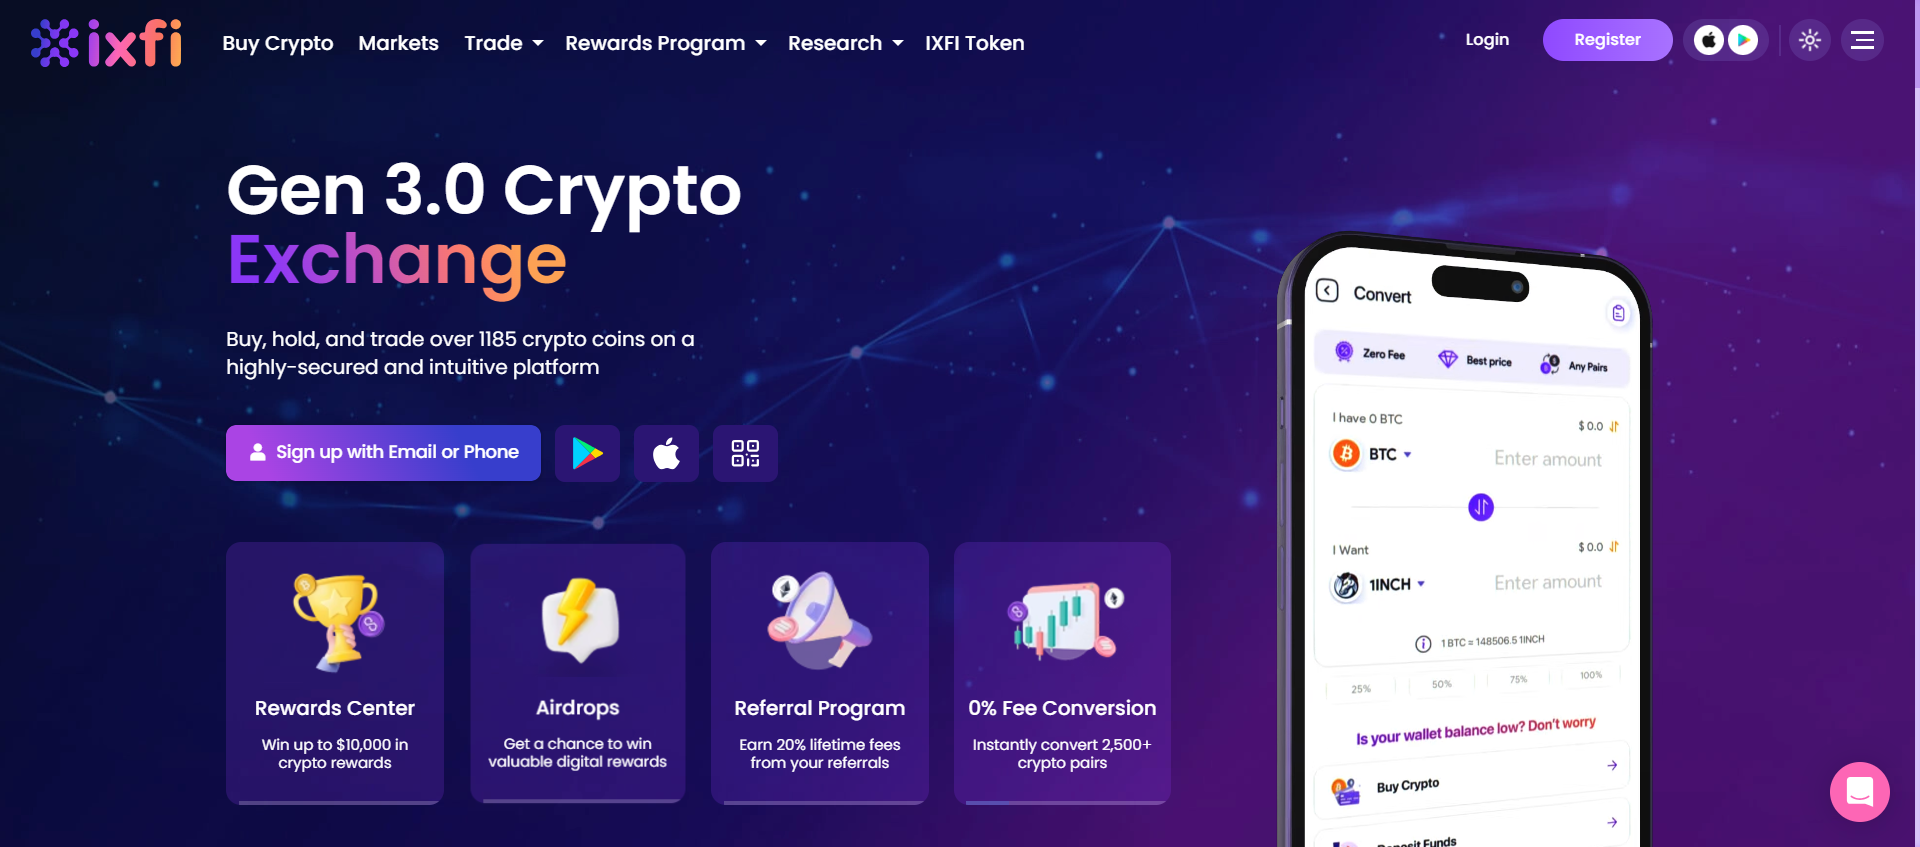 ixfi
Buy Crypto
Markets
Trade
Rewards Program
Research
IXFI Token
Login
Register
Gen 3.0 Crypto
Exchange
Buy, hold, and trade over 1185 crypto coins on a
highly-secured and intuitive platform
Sign up with Email or Phone
Rewards Center
Win up to $10,000 in
crypto rewards
Airdrops
Get a chance to win
valuable digital rewards
Referral Program
Earn 20% lifetime fees
from your referrals
0% Fee Conversion
Instantly convert 2,500+
crypto pairs
Convert
Zero Fee
Best price
Any Pairs
I have 0 BTC
$ 0.0
BTC
Enter amount
I Want
$ 0.0
1INCH
Enter amount
1 BTC = 148506.5 1INCH
25%
50%
75%
100%
Is your wallet balance low? Don't worry
Buy Crypto
Deposit Funds